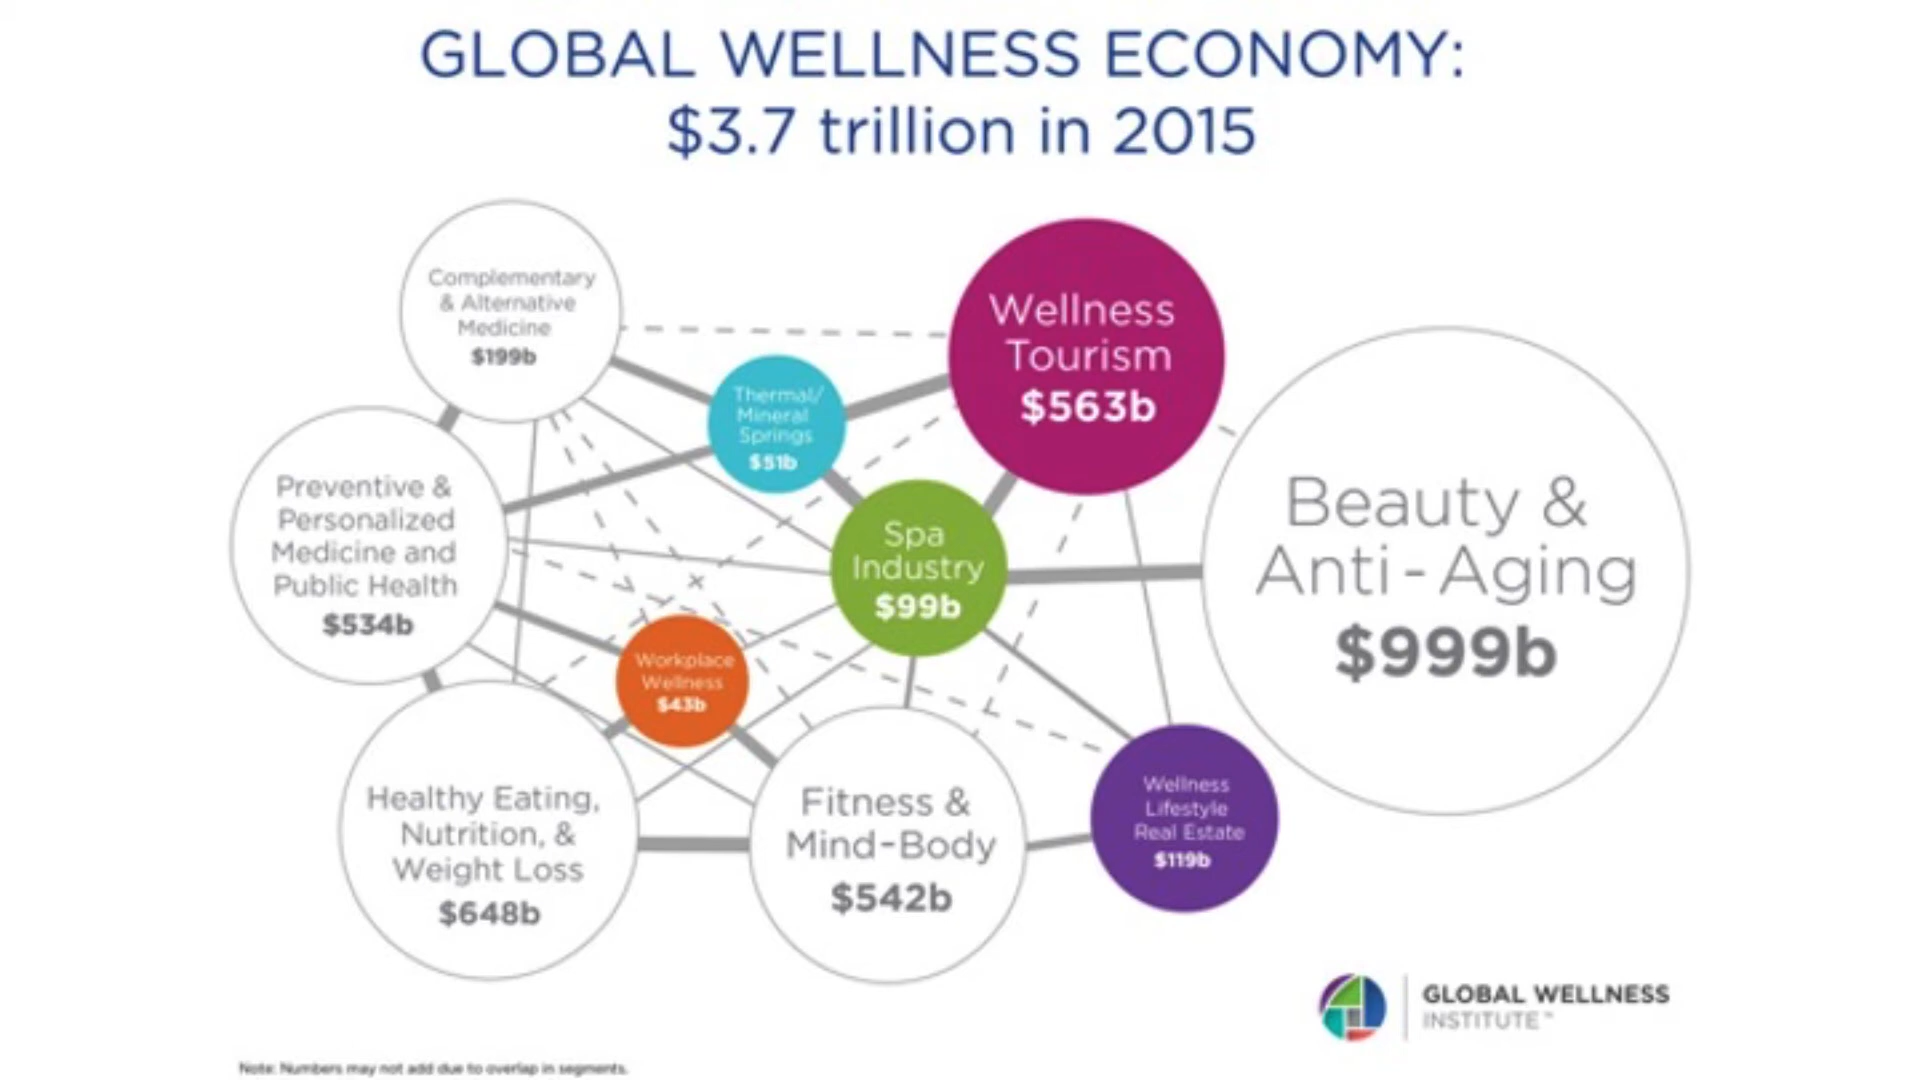 GLOBAL WELLNESS ECONOMY:
$3.7 trillion in 2015
Complementary
& Alternative
Medicine
$199b
Wellness
Tourism
$563b
Thermal/
Mineral
Springs
$51b
Preventive &
Personalized
Medicine and
Public Health
$534b
Spa
Industry
$99b
Beauty &
Anti-Aging
$999b
Workplace
Wellness
$43b
Healthy Eating,
Nutrition, &
Weight Loss
$648b
Fitness &
Mind-Body
$542b
Wellness
Lifestyle
Real Estate
$119b
GLOBAL WELLNESS
INSTITUTE™
Note: Numbers may not add due to overlap in segments.